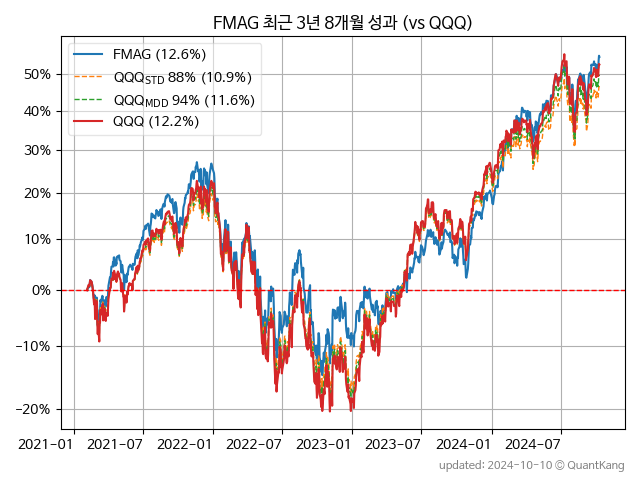 FMAG 최근 3년 8개월 성과 (vs QQQ)
FMAG (12.6%)
QQQSTD 88% (10.9%)
QQQMDD 94% (11.6%)
QQQ (12.2%)
50%
40%
30%
20%
10%
0%
−10%
−20%
2021-01 2021-07 2022-01 2022-07 2023-01 2023-07 2024-01 2024-07
updated: 2024-10-10 © QuantKang